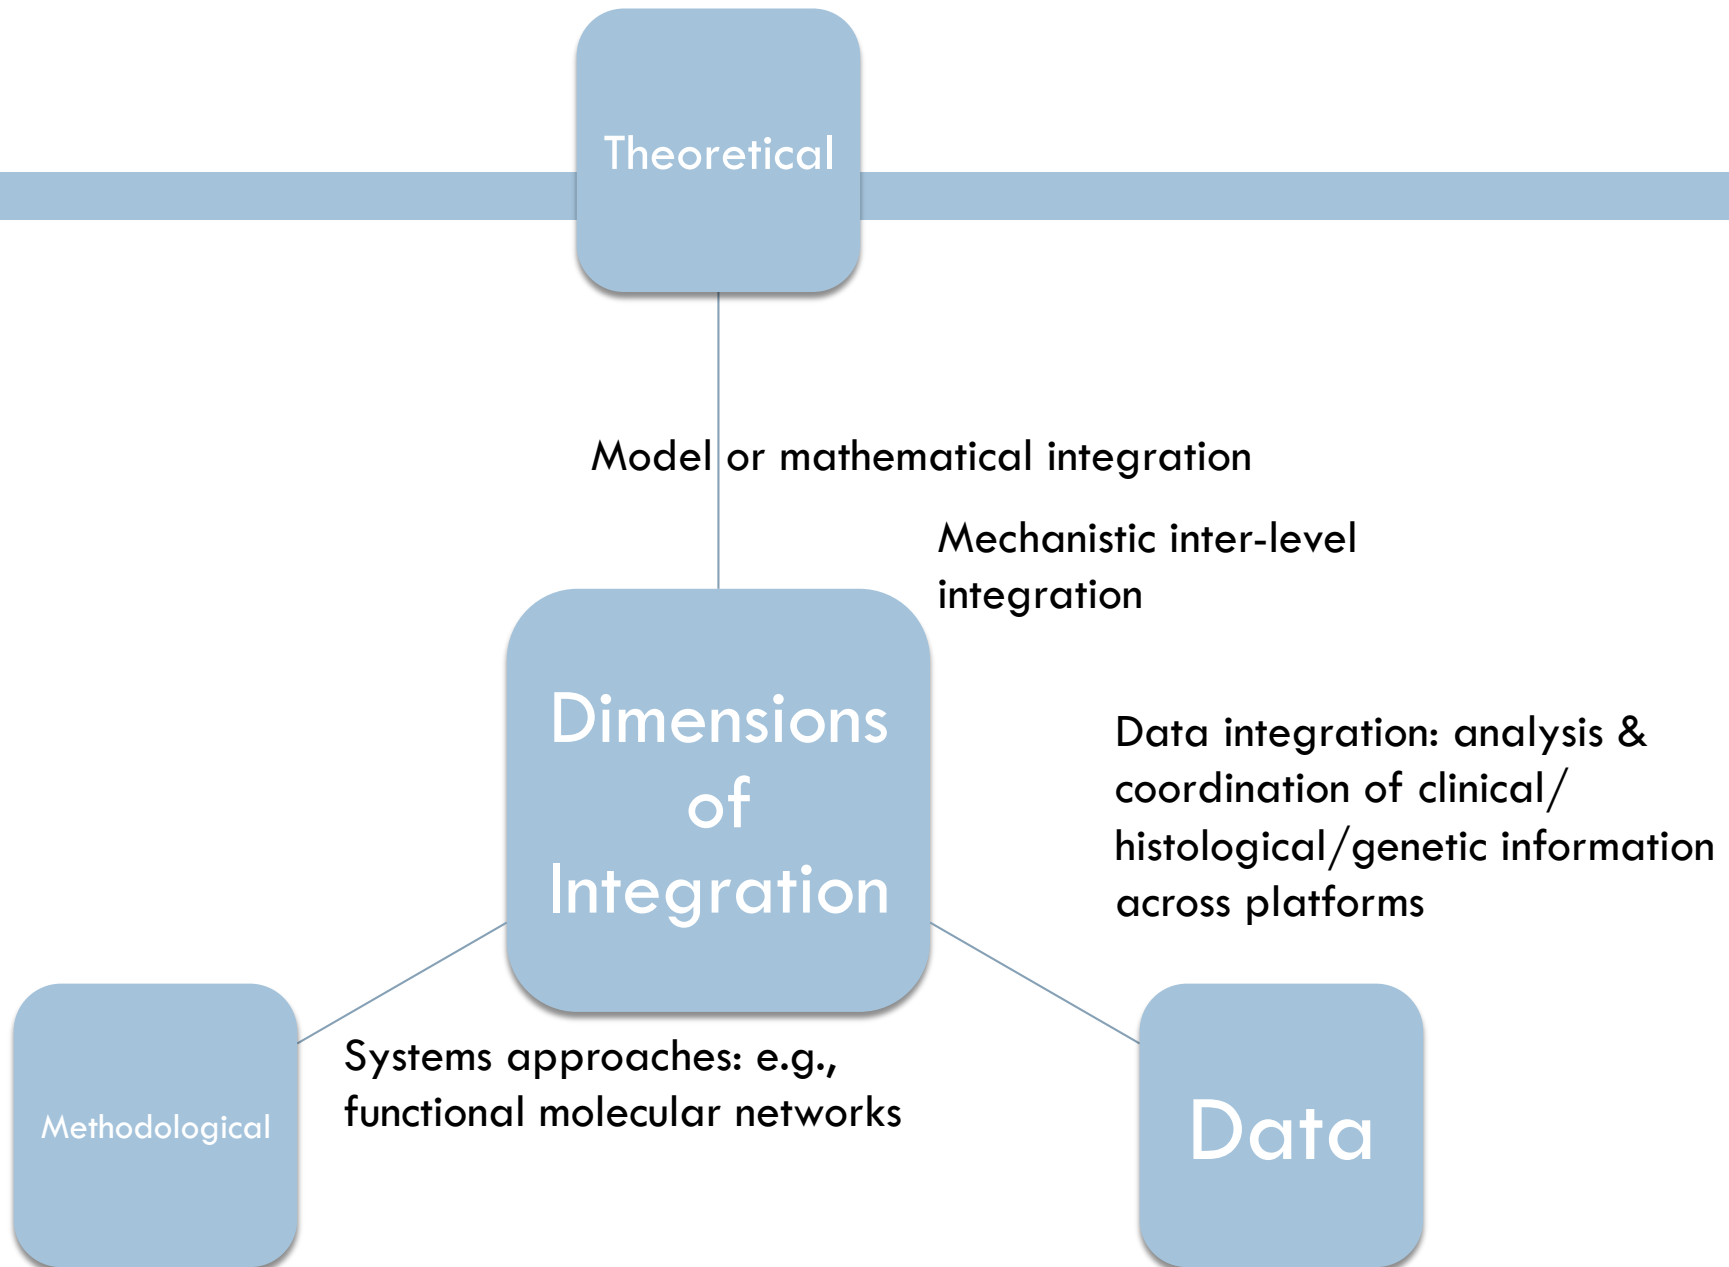 Theoretical
Model or mathematical integration
Mechanistic inter-level
integration
Dimensions
of
Integration
Data integration: analysis &
coordination of clinical/
histological/genetic information
across platforms
Systems approaches: e.g.,
functional molecular networks
Methodological
Data